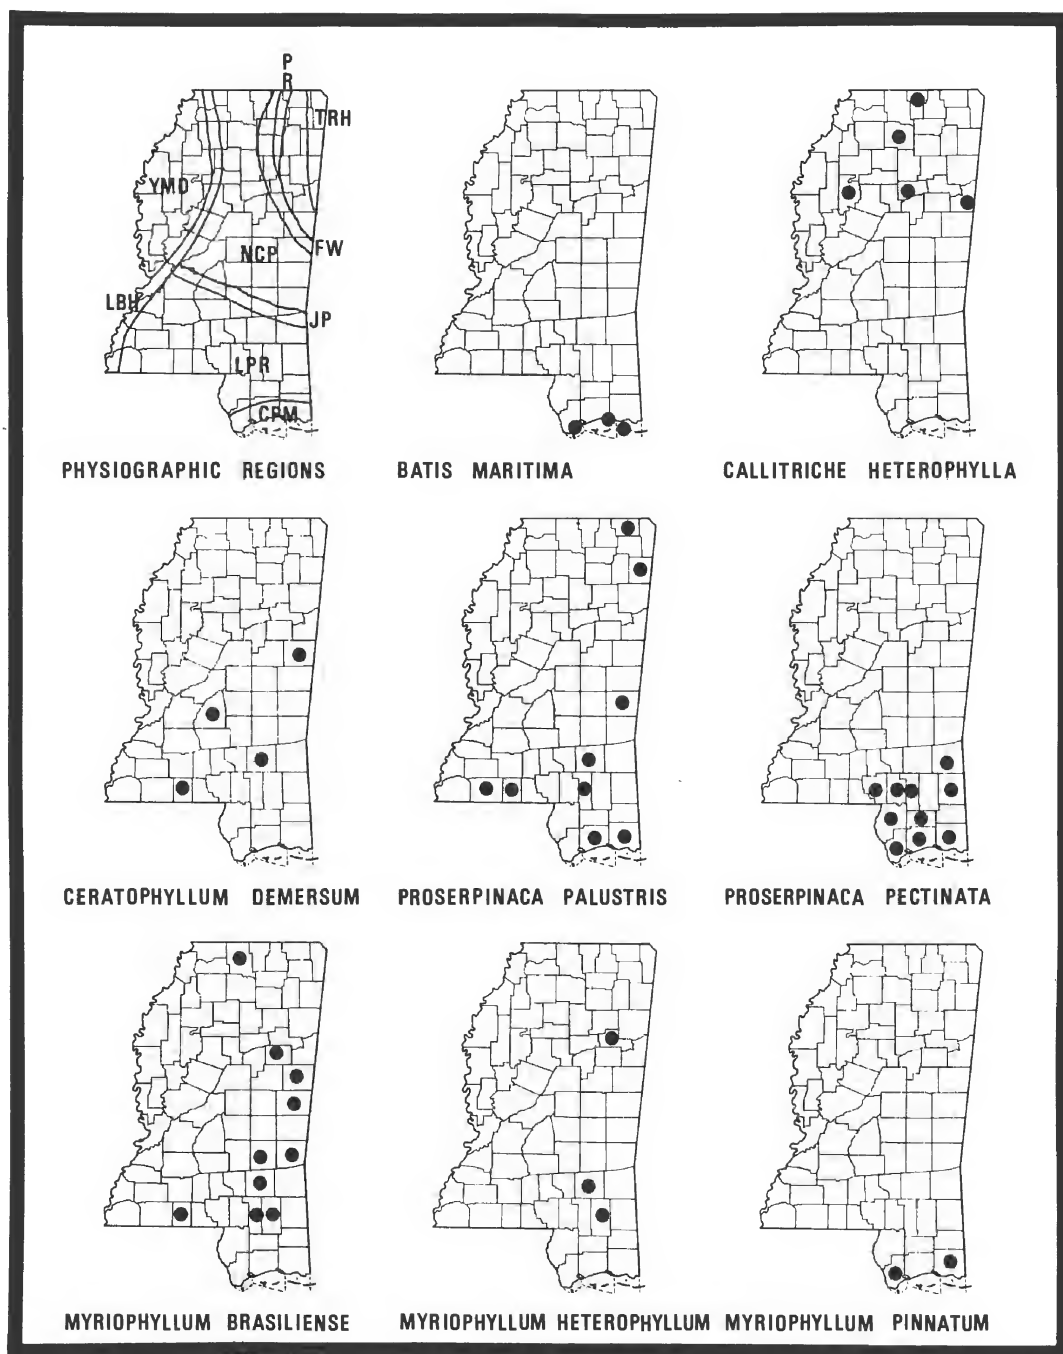 P
R
TRH
YMD
NCP
FW
LBH
JP
LPR
CPM
PHYSIOGRAPHIC REGIONS
BATIS MARITIMA
CALLITRICHE HETEROPHYLLA
CERATOPHYLLUM DEMERSUM
PROSERPINACA PALUSTRIS
PROSERPINACA PECTINATA
MYRIOPHYLLUM BRASILIENSE
MYRIOPHYLLUM HETEROPHYLLUM
MYRIOPHYLLUM PINNATUM